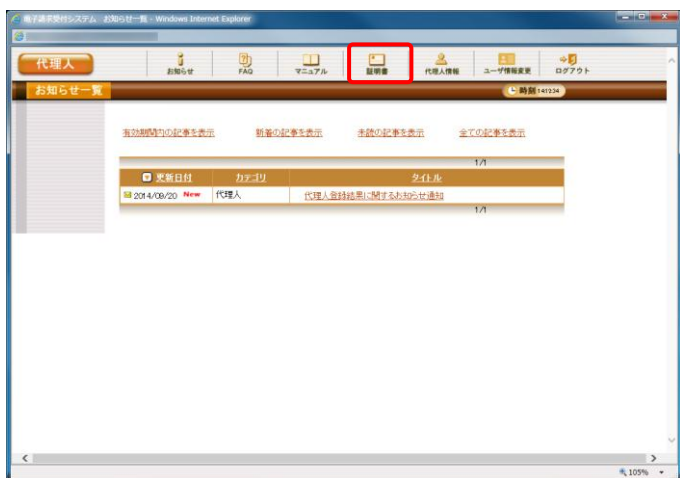 電子請求受付システム お知らせ一覧 - Windows Internet Explorer
代理人
お知らせ
FAQ
マニュアル
証明書
代理人情報
ユーザ情報変更
ログアウト
お知らせ一覧
時刻 14:12:34
有効期間内の記事を表示 新着の記事を表示 未読の記事を表示 全ての記事を表示
1/1
更新日付 カテゴリ タイトル
2014/09/20 New 代理人 代理人登録結果に関するお知らせ通知
1/1
105%